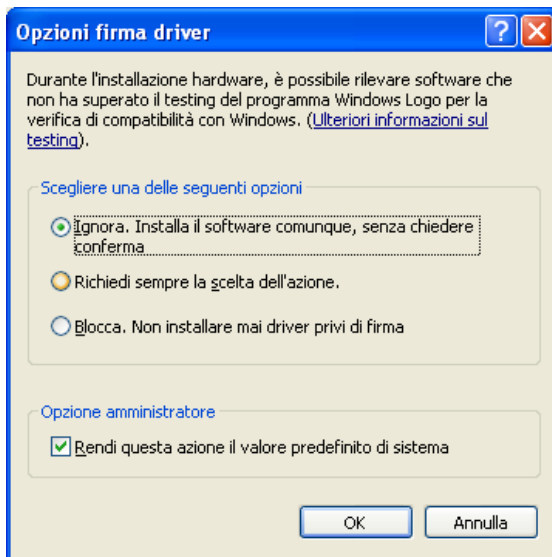 Opzioni firma driver
Durante l'installazione hardware, è possibile rilevare software che
non ha superato il testing del programma Windows Logo per la
verifica di compatibilità con Windows. (Ulteriori informazioni sul
testing).
Scegliere una delle seguenti opzioni
Ignora. Installa il software comunque, senza chiedere
conferma
Richiedi sempre la scelta dell'azione.
Blocca. Non installare mai driver privi di firma
Opzione amministratore
Rendi questa azione il valore predefinito di sistema
OK Annulla